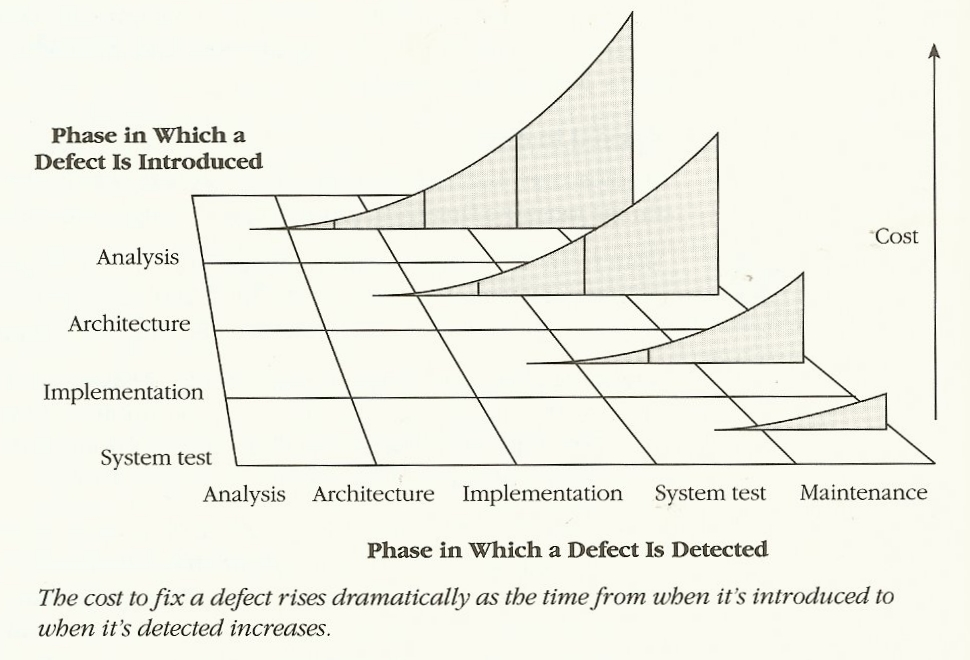 Phase in Which a
Defect Is Introduced
Cost
Analysis
Architecture
Implementation
System test
Analysis
Architecture
Implementation
System test
Maintenance
Phase in Which a Defect Is Detected
The cost to fix a defect rises dramatically as the time from when it's introduced to
when it's detected increases.